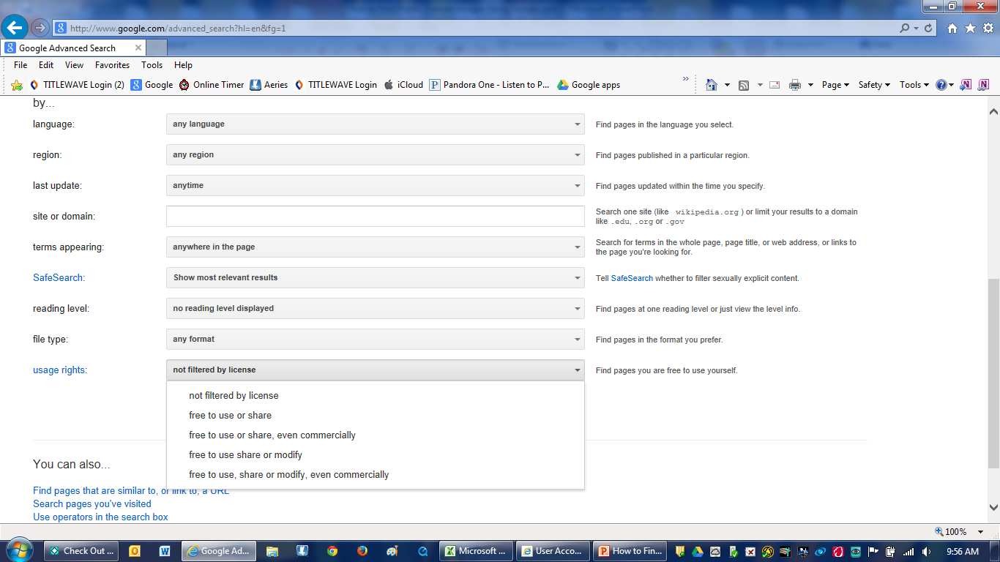 http://www.google.com/advanced_search?hl=en&fg=1
Google Advanced Search
File Edit View Favorites Tools Help
TITLEWAVE Login (2) Google Online Timer Aeries TITLEWAVE Login iCloud Pandora One - Listen to P... Google apps » Page Safety Tools
by...
language: any language Find pages in the language you select.
region: any region Find pages published in a particular region.
last update: anytime Find pages updated within the time you specify.
site or domain: Search one site (like wikipedia.org ) or limit your results to a domain
like .edu, .org or .gov
terms appearing: anywhere in the page Search for terms in the whole page, page title, or web address, or links to
the page you're looking for.
SafeSearch: Show most relevant results Tell SafeSearch whether to filter sexually explicit content.
reading level: no reading level displayed Find pages at one reading level or just view the level info.
file type: any format Find pages in the format you prefer.
usage rights: not filtered by license Find pages you are free to use yourself.
not filtered by license
free to use or share
free to use or share, even commercially
free to use share or modify
free to use, share or modify, even commercially
You can also...
Find pages that are similar to, or link to, a URL
Search pages you've visited
Use operators in the search box
100%
Check Out ... Google Ad... Microsoft ... User Acco... How to Fin... 9:56 AM